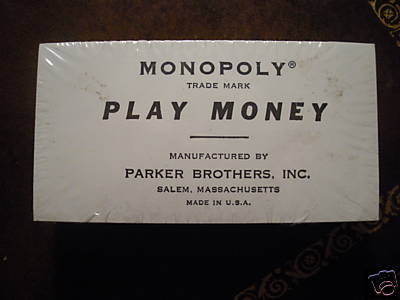 MONOPOLY®
TRADE MARK
PLAY MONEY
MANUFACTURED BY
PARKER BROTHERS, INC.
SALEM, MASSACHUSETTS
MADE IN U.S.A.